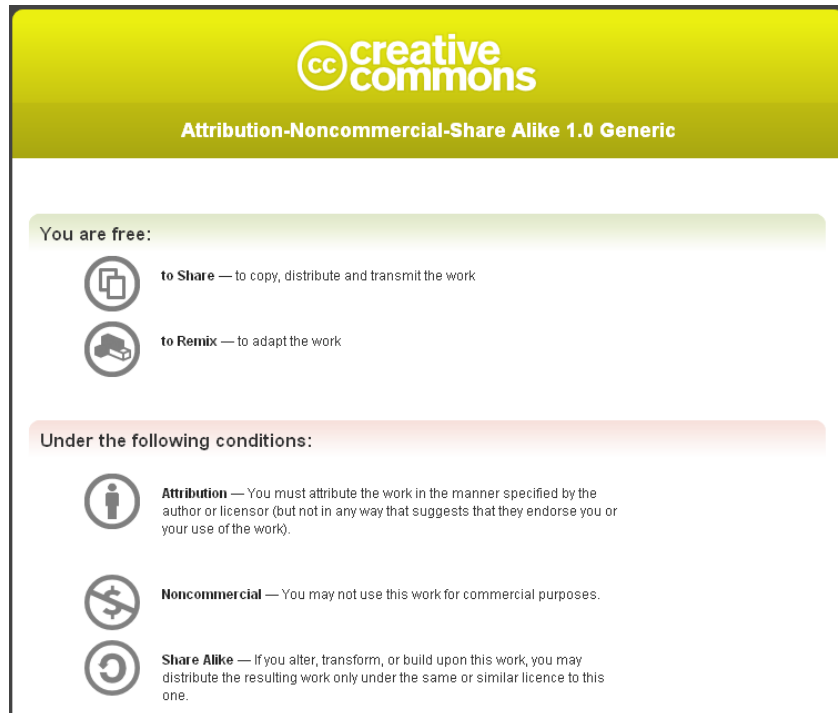 cc creative
commons
Attribution-Noncommercial-Share Alike 1.0 Generic
You are free:
to Share — to copy, distribute and transmit the work
to Remix — to adapt the work
Under the following conditions:
Attribution — You must attribute the work in the manner specified by the
author or licensor (but not in any way that suggests that they endorse you or
your use of the work).
$
Noncommercial — You may not use this work for commercial purposes.
Share Alike — If you alter, transform, or build upon this work, you may
distribute the resulting work only under the same or similar licence to this
one.